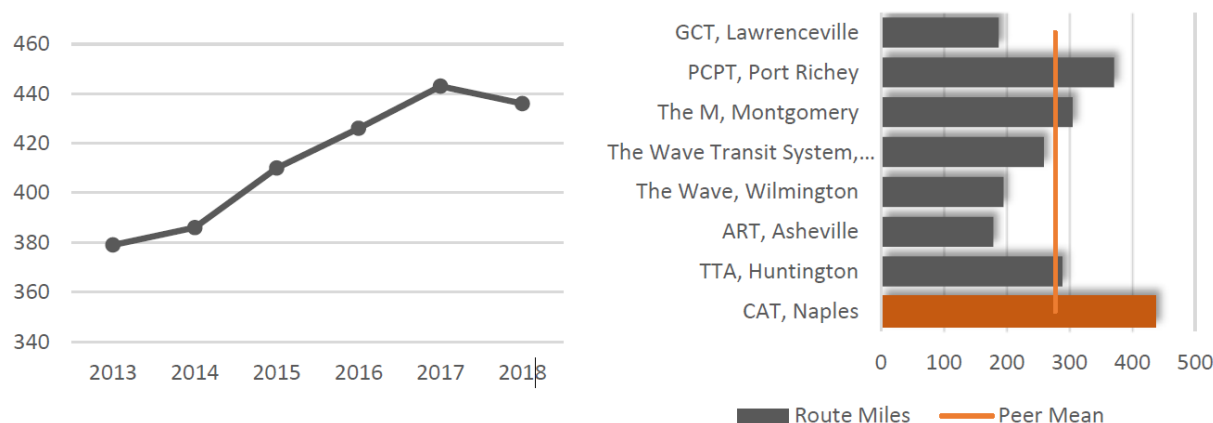 460
440
420
400
380
360
340
2013 2014 2015 2016 2017 2018
GCT, Lawrenceville
PCPT, Port Richey
The M, Montgomery
The Wave Transit System,...
The Wave, Wilmington
ART, Asheville
TTA, Huntington
CAT, Naples
0 100 200 300 400 500
Route Miles Peer Mean